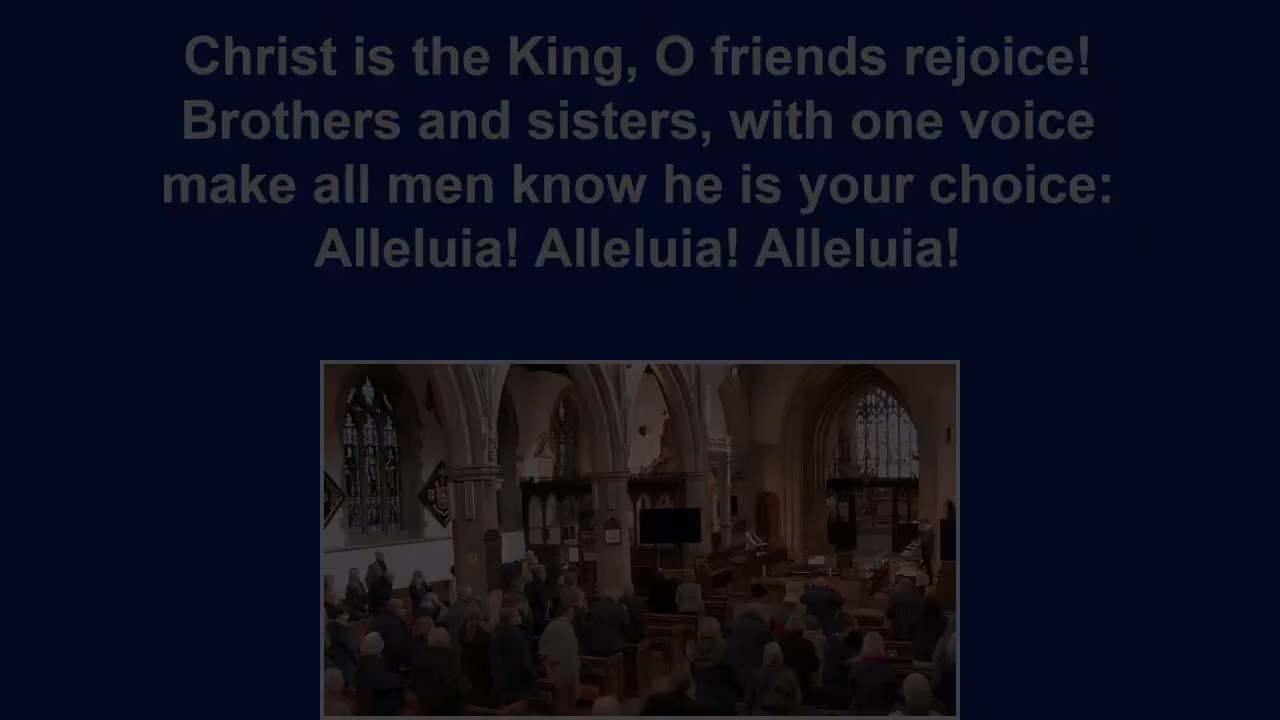 Christ is the King, O friends rejoice!
Brothers and sisters, with one voice
make all men know he is your choice:
Alleluia! Alleluia! Alleluia!